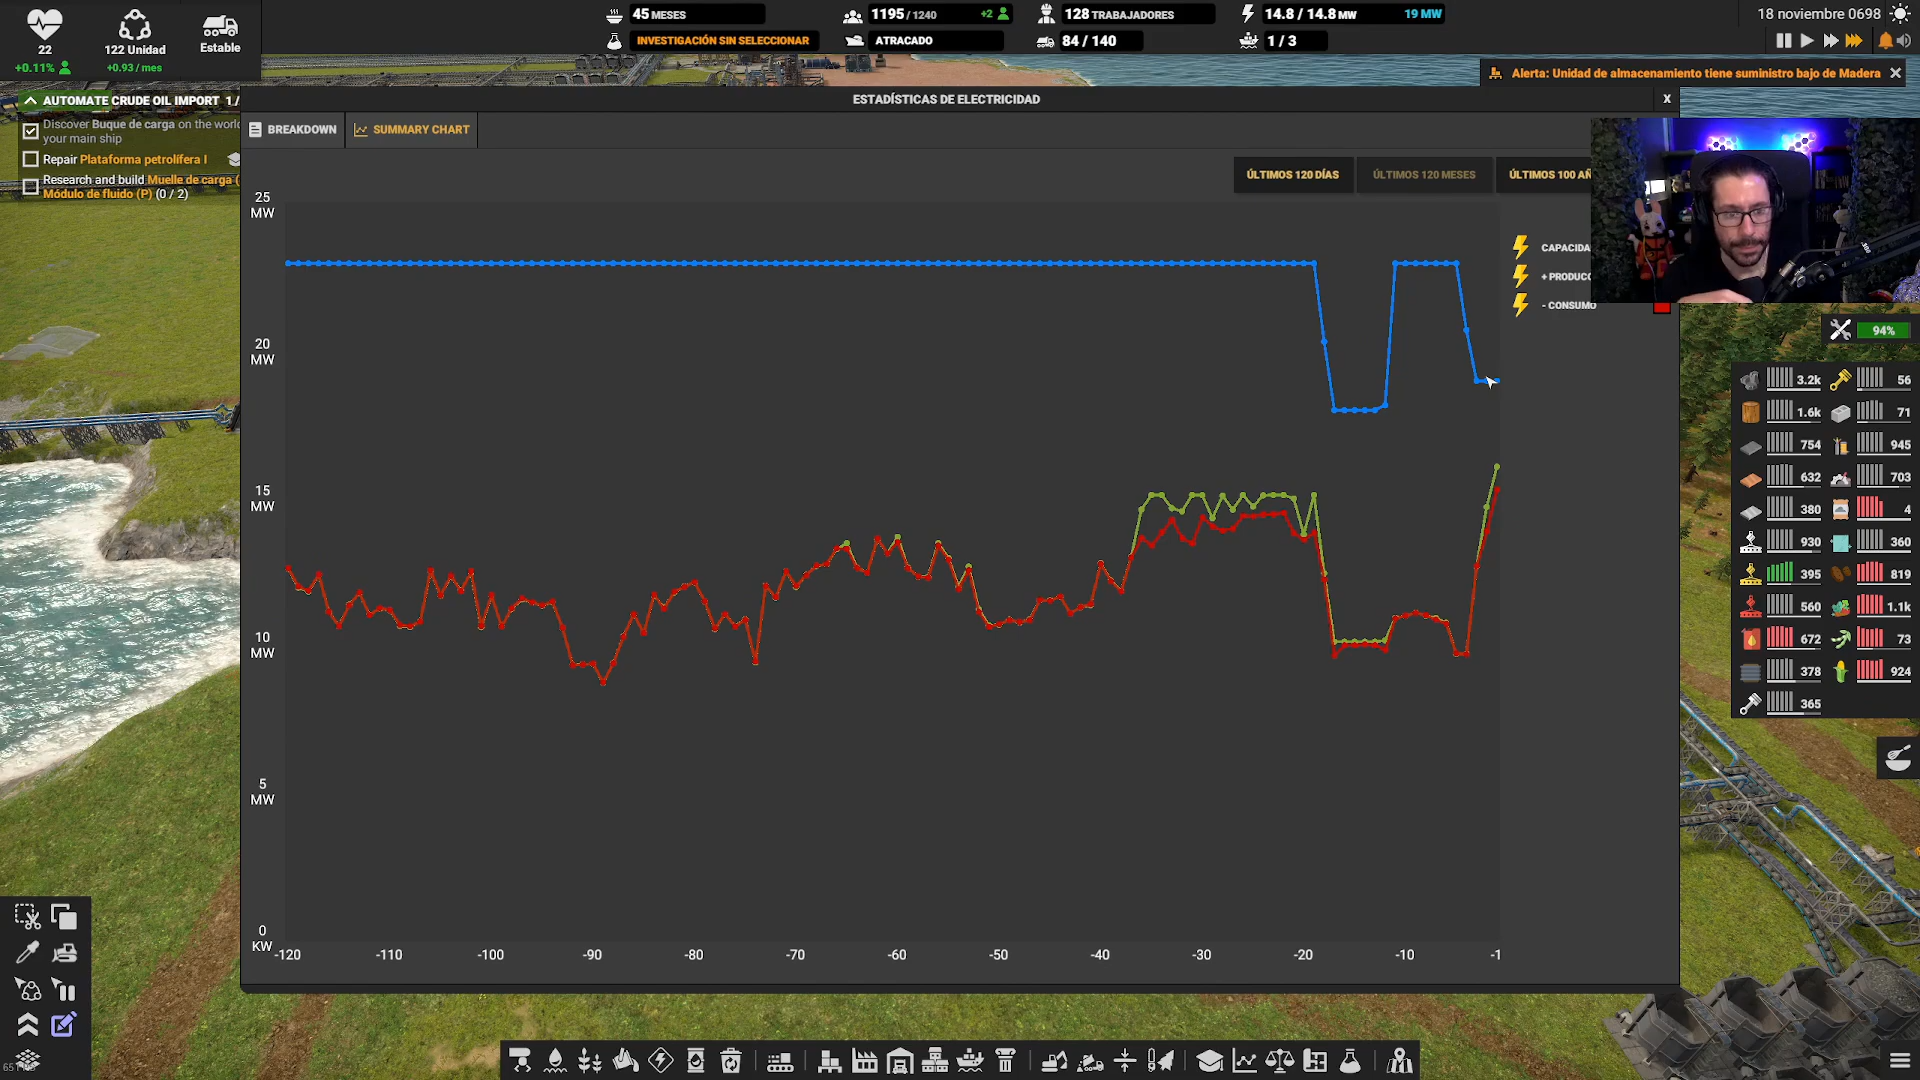 22
122 Unidad
Estable
+0.11%
+0.93 / mes
45 MESES
INVESTIGACIÓN SIN SELECCIONAR
1195 / 1240
+2
ATRACADO
128 TRABAJADORES
84 / 140
14.8 / 14.8 MW
19 MW
1 / 3
18 noviembre 0698
Alerta: Unidad de almacenamiento tiene suministro bajo de Madera
AUTOMATE CRUDE OIL IMPORT 1/
Discover Buque de carga on the world
your main ship
Repair Plataforma petrolífera I
Research and build Muelle de carga (
Módulo de fluido (P) (0 / 2)
ESTADÍSTICAS DE ELECTRICIDAD
X
BREAKDOWN
SUMMARY CHART
ÚLTIMOS 120 DÍAS
ÚLTIMOS 120 MESES
ÚLTIMOS 100 AÑ
CAPACIDA
+ PRODUC
- CONSUMO
25
MW
20
MW
15
MW
10
MW
5
MW
0
KW
-120
-110
-100
-90
-80
-70
-60
-50
-40
-30
-20
-10
-1
94%
3.2k
56
1.6k
71
754
945
632
703
380
4
930
360
395
819
560
1.1k
672
73
378
924
365